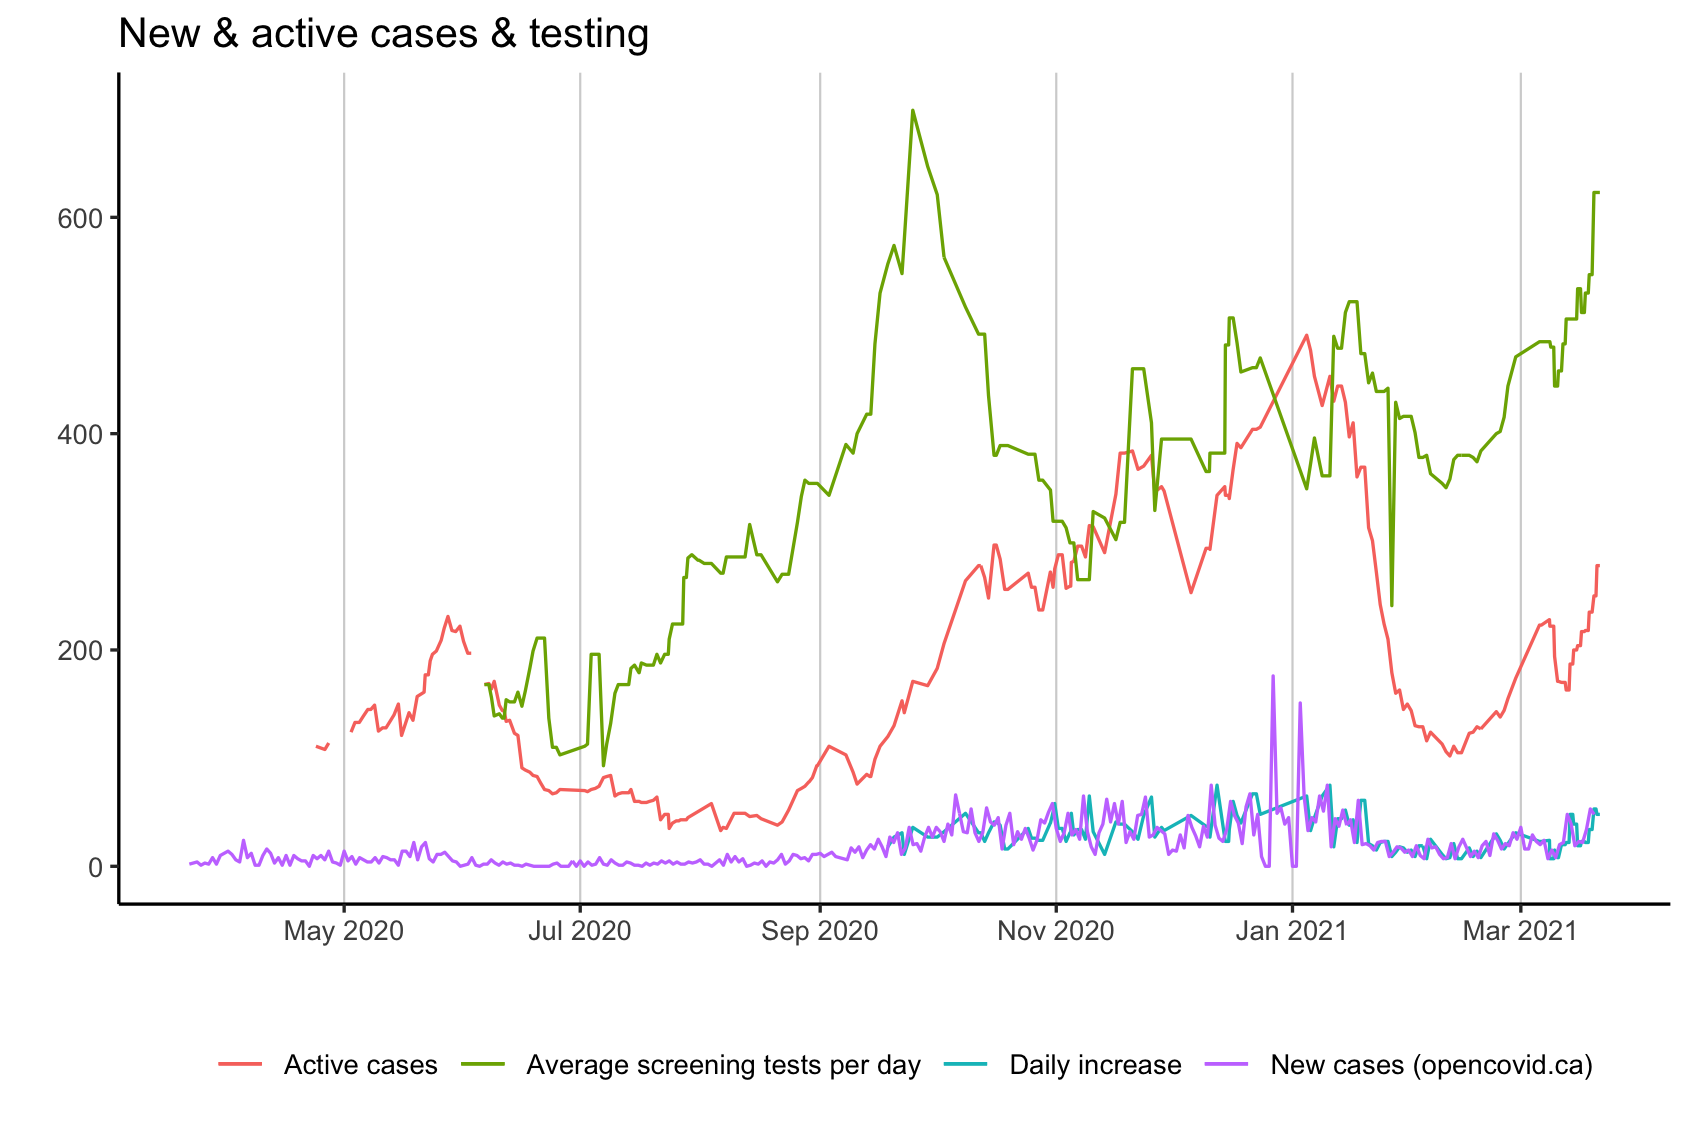 New & active cases & testing
600
400
200
0
May 2020 Jul 2020 Sep 2020 Nov 2020 Jan 2021 Mar 2021
Active cases Average screening tests per day Daily increase New cases (opencovid.ca)